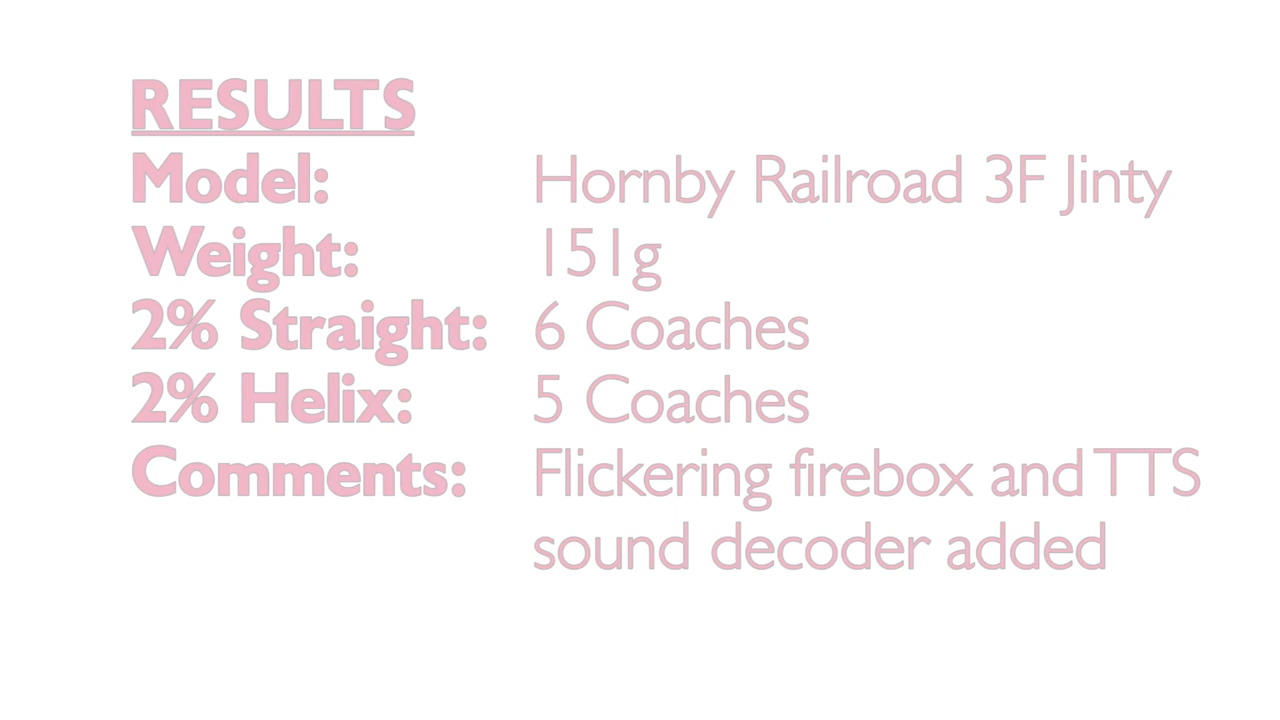 RESULTS
Model: Hornby Railroad 3F Jinty
Weight: 151g
2% Straight: 6 Coaches
2% Helix: 5 Coaches
Comments: Flickering firebox and TTS
sound decoder added